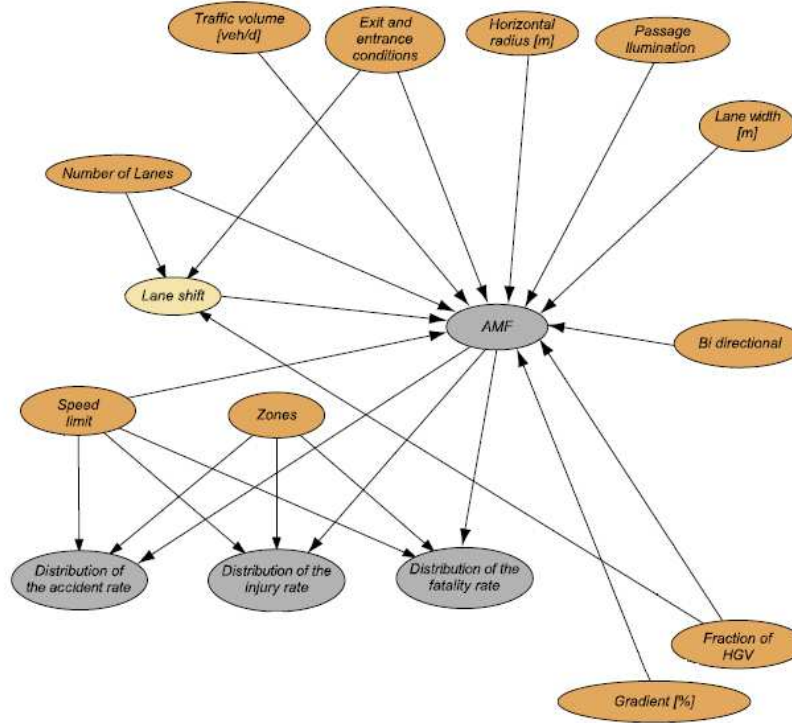 Traffic volume
[veh/d]
Exit and
entrance
conditions
Horizontal
radius [m]
Passage
Ilumination
Lane width
[m]
Number of Lanes
Lane shift
AMF
Bi directional
Speed
limit
Zones
Distribution of
the accident rate
Distribution of the
injury rate
Distribution of the
fatality rate
Fraction of
HGV
Gradient [%]